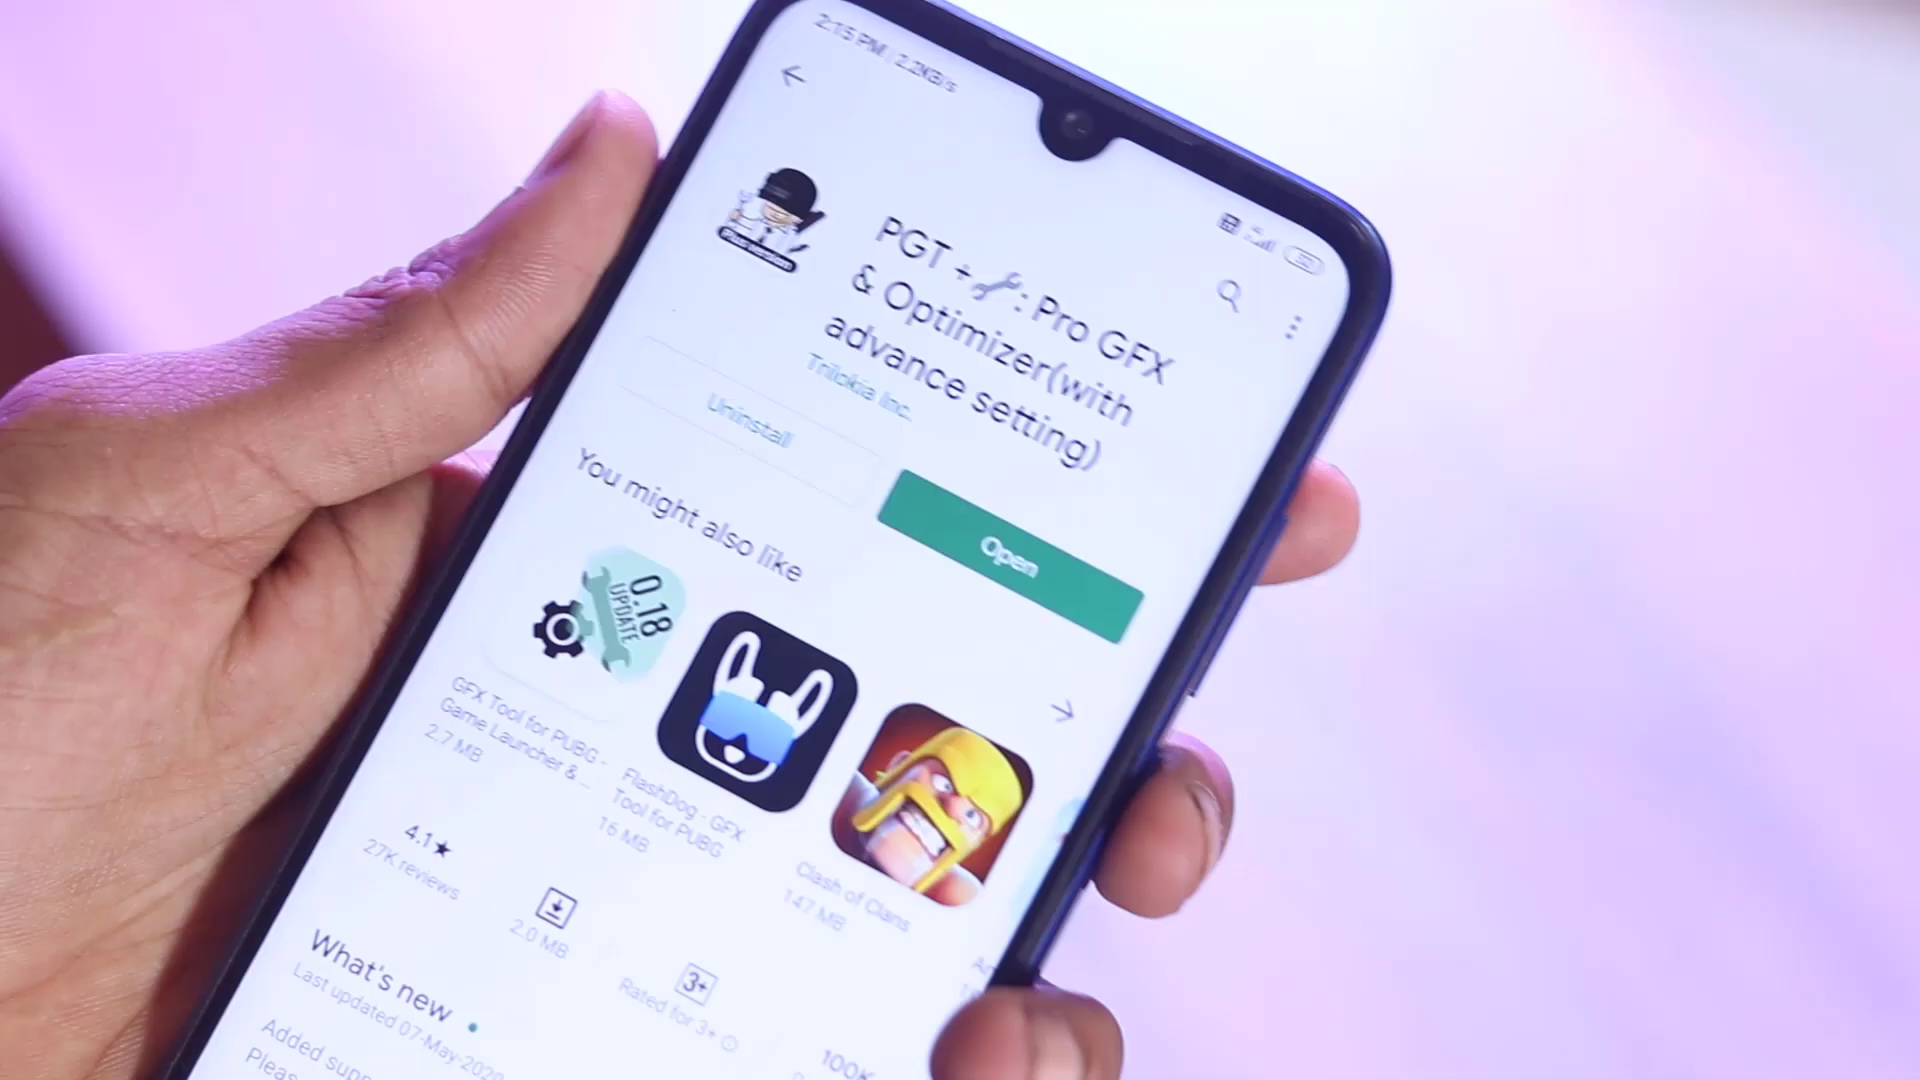 2:15 PM | 2.2KB/s
PGT +🔧: Pro GFX
& Optimizer(with
advance setting)
Trilokia Inc.
Uninstall
Open
You might also like
0.18
UPDATE
GFX Tool for PUBG -
Game Launcher & ...
2.7 MB
FlashDog - GFX
Tool for PUBG
16 MB
Clash of Clans
147 MB
4.1★
27K reviews
2.0 MB
3+
Rated for 3+
100K
What's new
Last updated 07-May-2020
Added